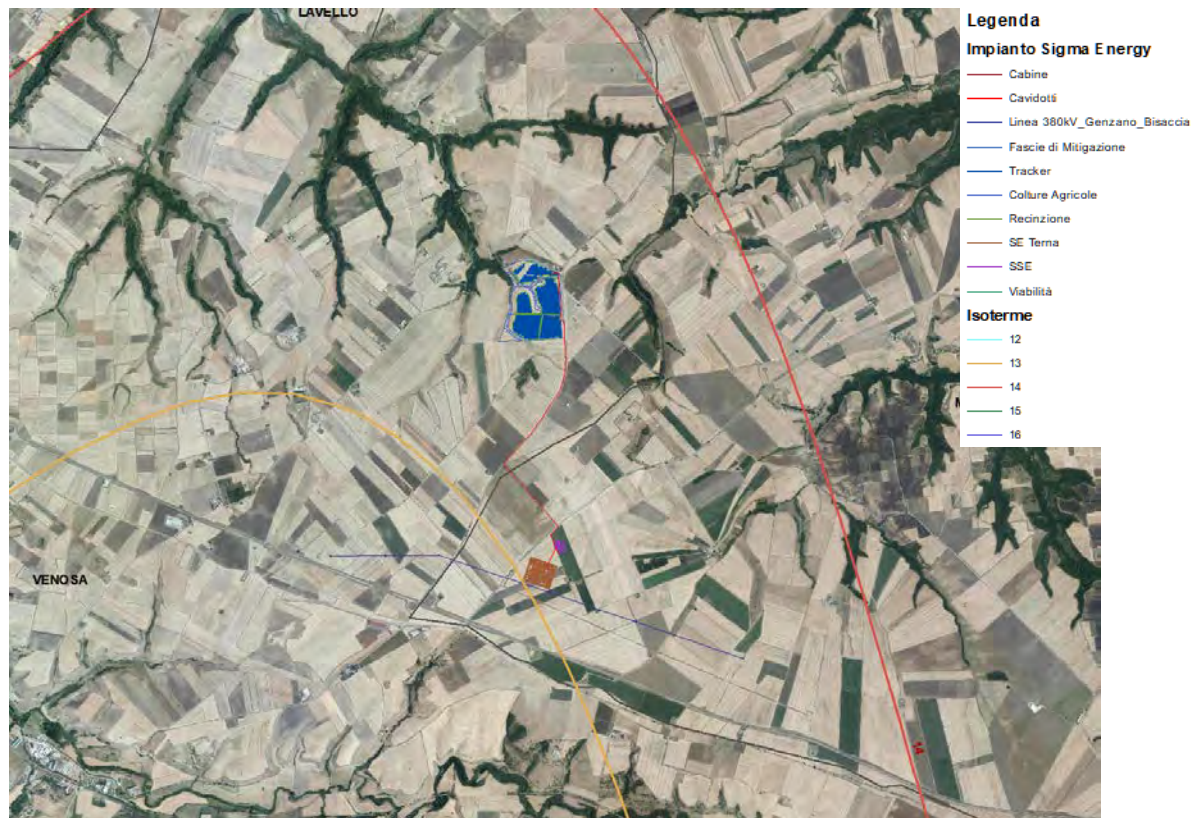 LAVELLO
Legenda
Impianto Sigma Energy
Cabine
Cavidotti
Linea 380kV_Genzano_Bisaccia
Fascie di Mitigazione
Tracker
Colture Agricole
Recinzione
SE Terna
SSE
Viabilità
Isoterme
12
13
14
15
16
VENOSA
14